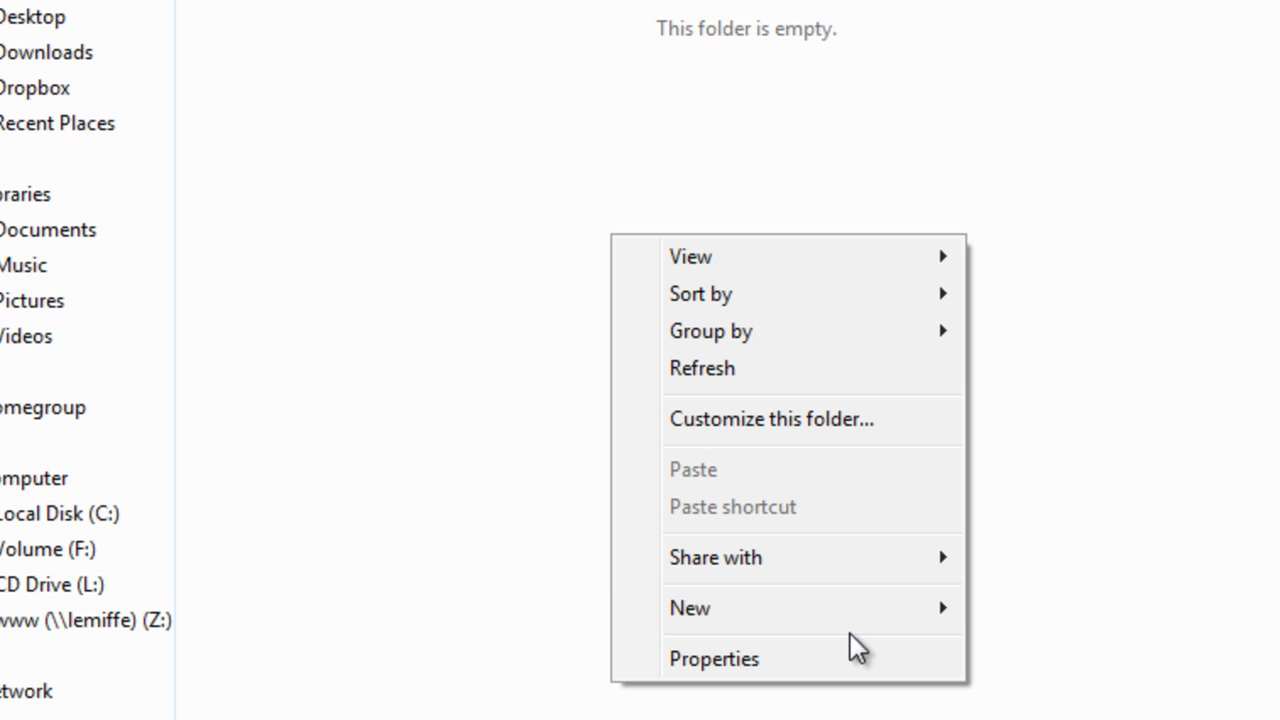 Desktop
Downloads
Dropbox
Recent Places
braries
Documents
Music
Pictures
Videos
omegroup
omputer
Local Disk (C:)
Volume (F:)
CD Drive (L:)
www (\\lemiffe) (Z:)
etwork
This folder is empty.
View
Sort by
Group by
Refresh
Customize this folder...
Paste
Paste shortcut
Share with
New
Properties